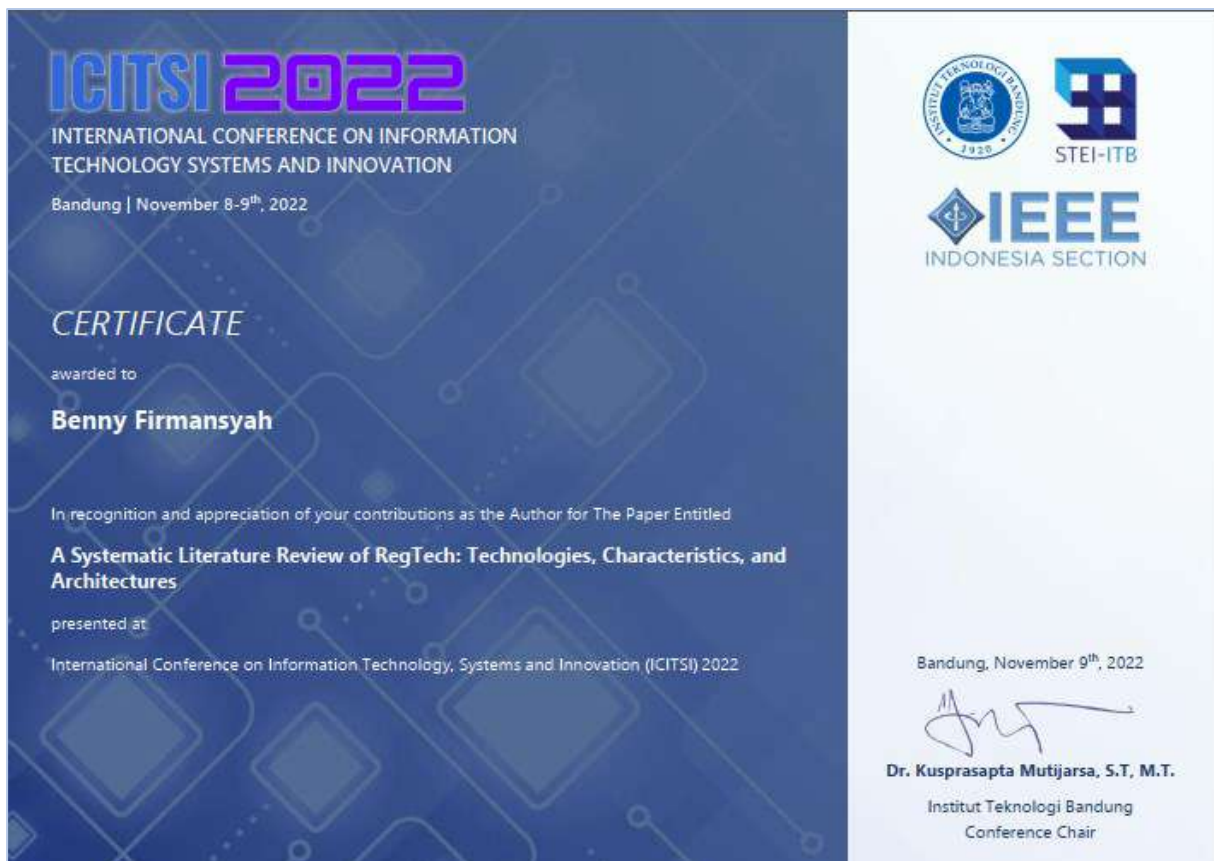 ICITSI 2022
INTERNATIONAL CONFERENCE ON INFORMATION
TECHNOLOGY SYSTEMS AND INNOVATION
Bandung | November 8-9th, 2022
CERTIFICATE
awarded to
Benny Firmansyah
In recognition and appreciation of your contributions as the Author for The Paper Entitled
A Systematic Literature Review of RegTech: Technologies, Characteristics, and
Architectures
presented at
International Conference on Information Technology, Systems and Innovation (ICITSI) 2022
INSTITUT TEKNOLOGI BANDUNG
1920
STEI-ITB
IEEE
INDONESIA SECTION
Bandung, November 9th, 2022
Dr. Kusprasapta Mutijarsa, S.T, M.T.
Institut Teknologi Bandung
Conference Chair